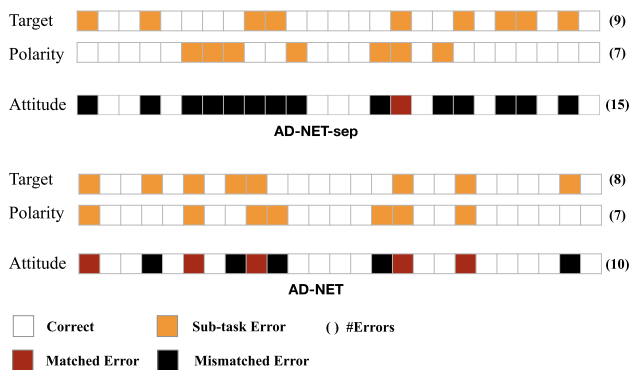 Target (9)
Polarity (7)
Attitude (15)
AD-NET-sep
Target (8)
Polarity (7)
Attitude (10)
AD-NET
Correct Sub-task Error ( ) #Errors
Matched Error Mismatched Error